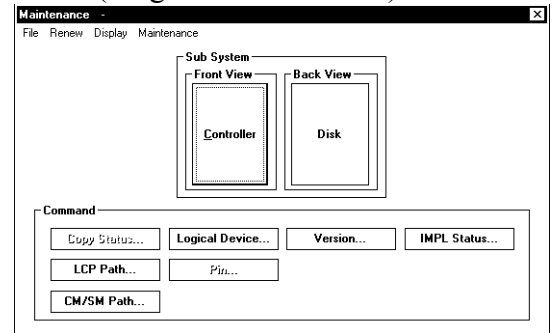 Maintenance -
File Renew Display Maintenance
Sub System
Front View Back View
Controller Disk
Command
Copy Status... Logical Device... Version... IMPL Status...
LCP Path... Pin...
CM/SM Path...